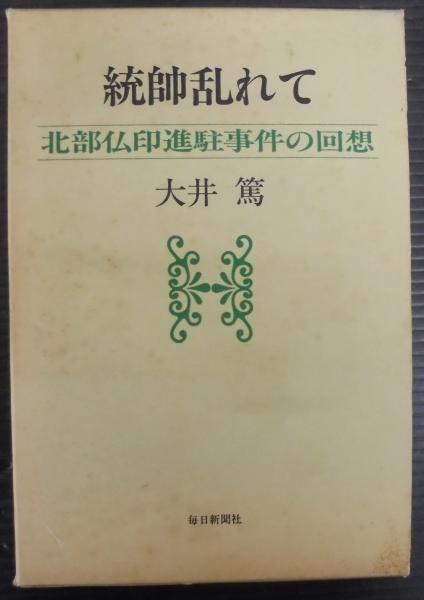 統帥乱れて
北部仏印進駐事件の回想
大井 篤
毎日新聞社